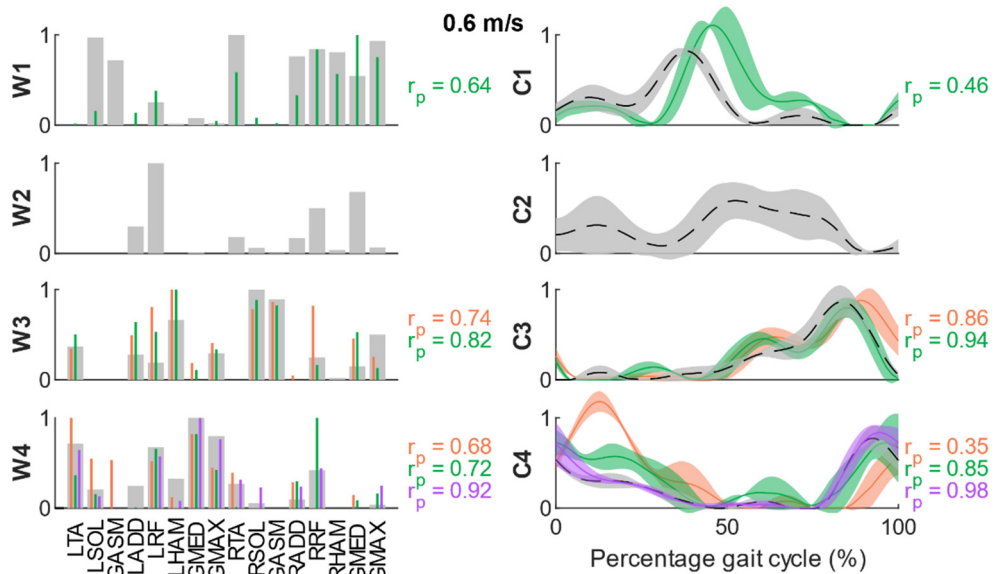 0.6 m/s
W1
1
0
r_p = 0.64
C1
1
0
r_p = 0.46
W2
1
0
C2
1
0
W3
1
0
r_p = 0.74
r_p = 0.82
C3
1
0
r_p = 0.86
r_p = 0.94
W4
1
0
r_p = 0.68
r_p = 0.72
r_p = 0.92
C4
1
0
r_p = 0.35
r_p = 0.85
r_p = 0.98
LTA
LSOL
GASM
LADD
LRF
LHAM
GMED
GMAX
RTA
RSOL
GASM
RADD
RRF
RHAM
GMED
GMAX
0
50
100
Percentage gait cycle (%)